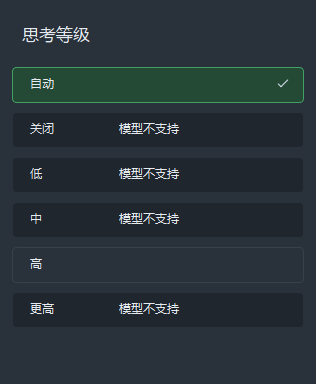 思考等级
自动
关闭 模型不支持
低 模型不支持
中 模型不支持
高
更高 模型不支持